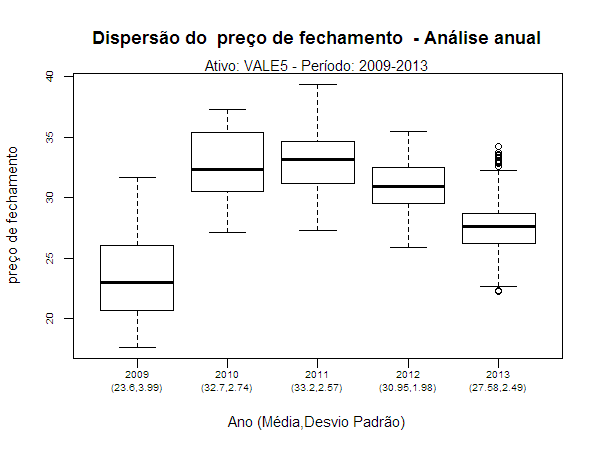 Dispersão do  preço de fechamento  - Análise anual
Ativo: VALE5 - Período: 2009-2013
preço de fechamento
40
35
30
25
20
2009 2010 2011 2012 2013
(23.6,3.99) (32.7,2.74) (33.2,2.57) (30.95,1.98) (27.58,2.49)
Ano (Média,Desvio Padrão)